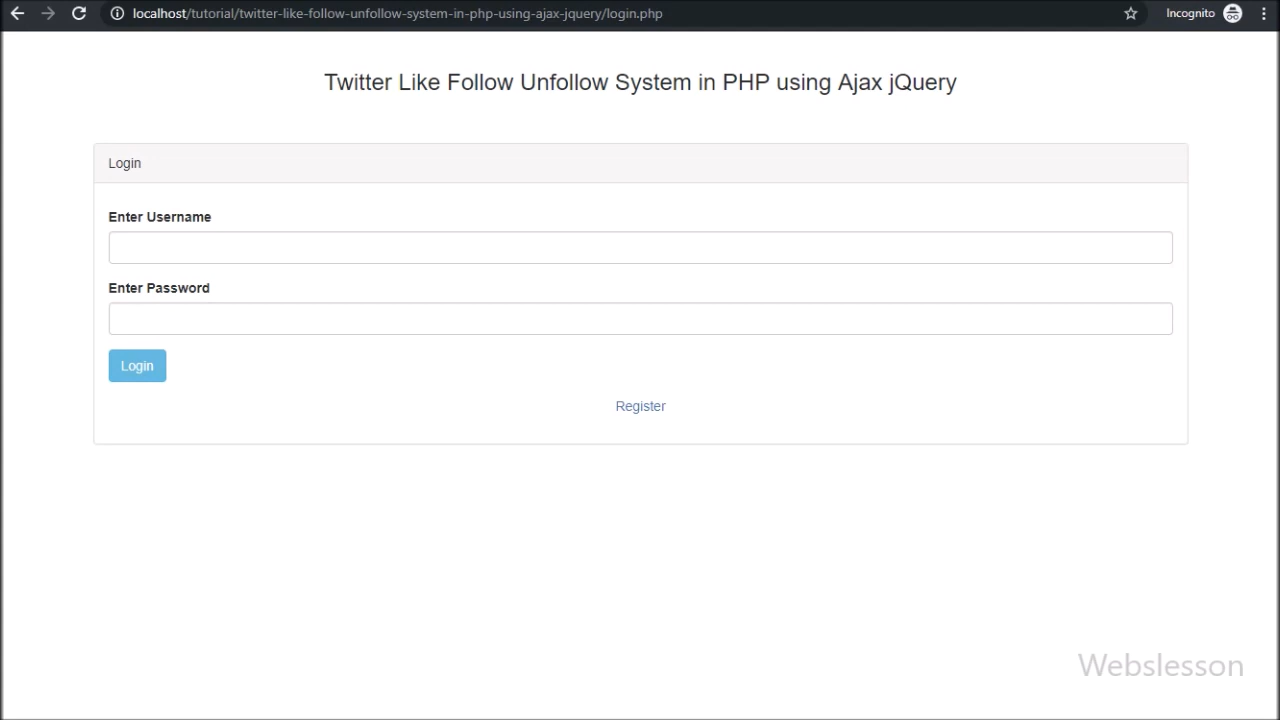 localhost/tutorial/twitter-like-follow-unfollow-system-in-php-using-ajax-jquery/login.php
Incognito
Twitter Like Follow Unfollow System in PHP using Ajax jQuery
Login
Enter Username
Enter Password
Login
Register
Webslesson